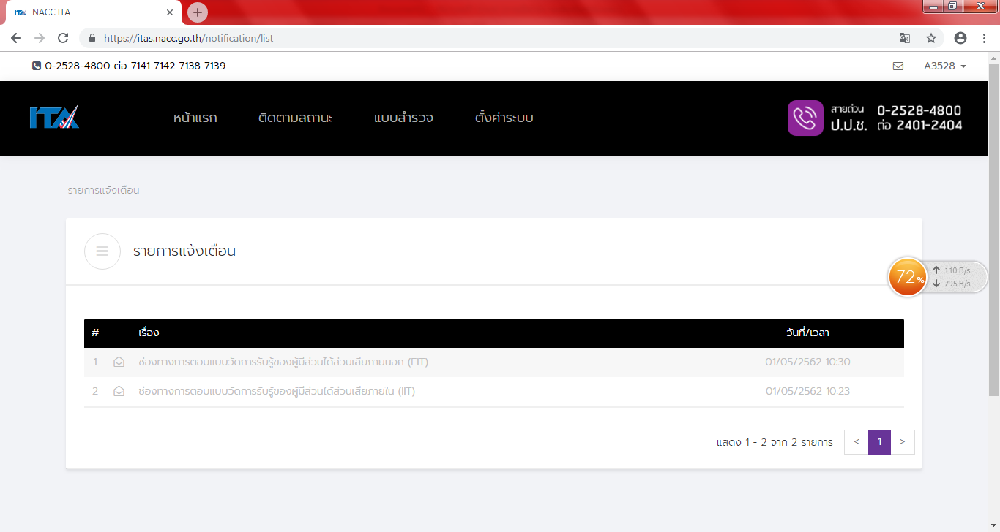 ITA NACC ITA
https://itas.nacc.go.th/notification/list
0-2528-4800 ต่อ 7141 7142 7138 7139
A3528
ITA
หน้าแรก
ติดตามสถานะ
แบบสำรวจ
ตั้งค่าระบบ
สายด่วน 0-2528-4800
ป.ป.ช. ต่อ 2401-2404
รายการแจ้งเตือน
รายการแจ้งเตือน
72%
110 B/s
795 B/s
# เรื่อง วันที่/เวลา
1 ช่องทางการตอบแบบวัดการรับรู้ของผู้มีส่วนได้ส่วนเสียภายนอก (EIT) 01/05/2562 10:30
2 ช่องทางการตอบแบบวัดการรับรู้ของผู้มีส่วนได้ส่วนเสียภายใน (IIT) 01/05/2562 10:23
แสดง 1 - 2 จาก 2 รายการ < 1 >